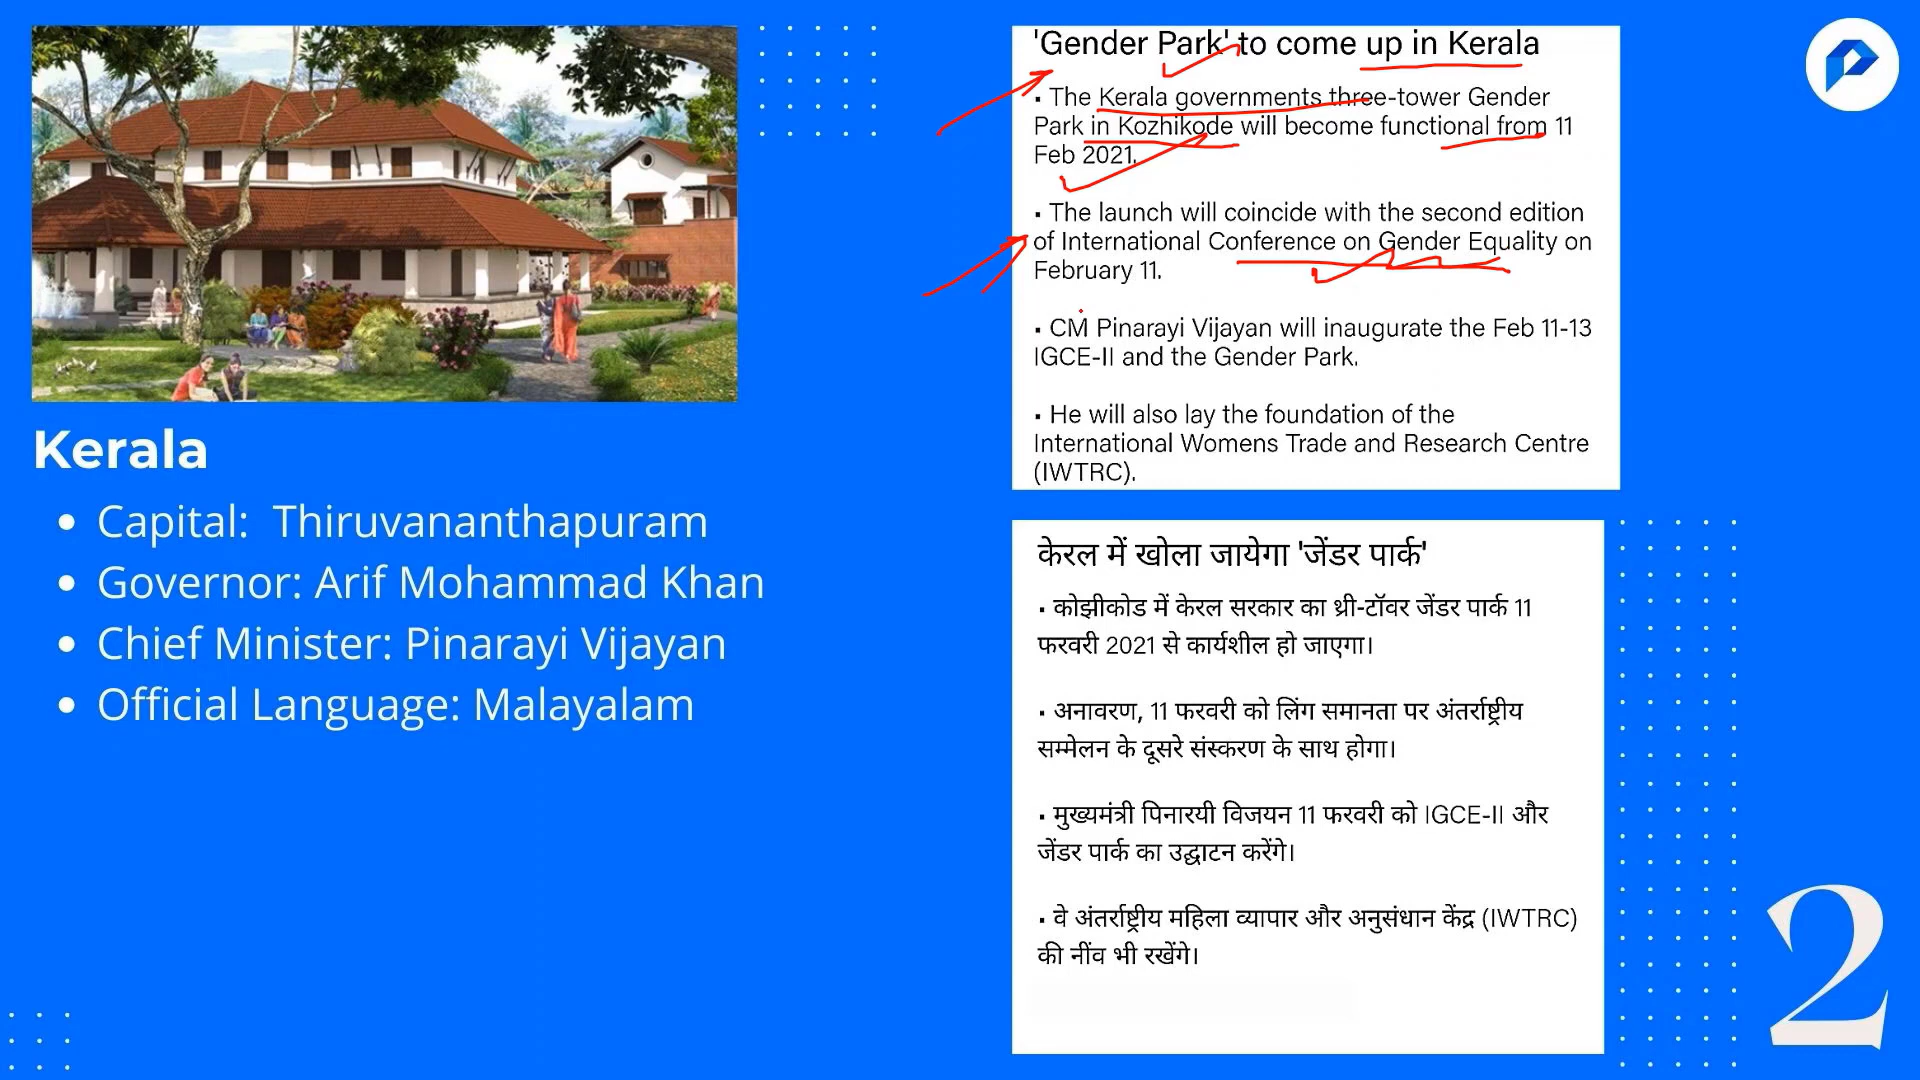 'Gender Park' to come up in Kerala
▪ The Kerala governments three-tower Gender
Park in Kozhikode will become functional from 11
Feb 2021.
▪ The launch will coincide with the second edition
of International Conference on Gender Equality on
February 11.
▪ CM Pinarayi Vijayan will inaugurate the Feb 11-13
IGCE-II and the Gender Park.
▪ He will also lay the foundation of the
International Womens Trade and Research Centre
(IWTRC).
Kerala
• Capital:  Thiruvananthapuram
• Governor: Arif Mohammad Khan
• Chief Minister: Pinarayi Vijayan
• Official Language: Malayalam
केरल में खोला जायेगा 'जेंडर पार्क'
▪ कोझीकोड में केरल सरकार का थ्री-टॉवर जेंडर पार्क 11
फरवरी 2021 से कार्यशील हो जाएगा।
▪ अनावरण, 11 फरवरी को लिंग समानता पर अंतर्राष्ट्रीय
सम्मेलन के दूसरे संस्करण के साथ होगा।
▪ मुख्यमंत्री पिनारयी विजयन 11 फरवरी को IGCE-II और
जेंडर पार्क का उद्घाटन करेंगे।
▪ वे अंतर्राष्ट्रीय महिला व्यापार और अनुसंधान केंद्र (IWTRC)
की नींव भी रखेंगे।
2